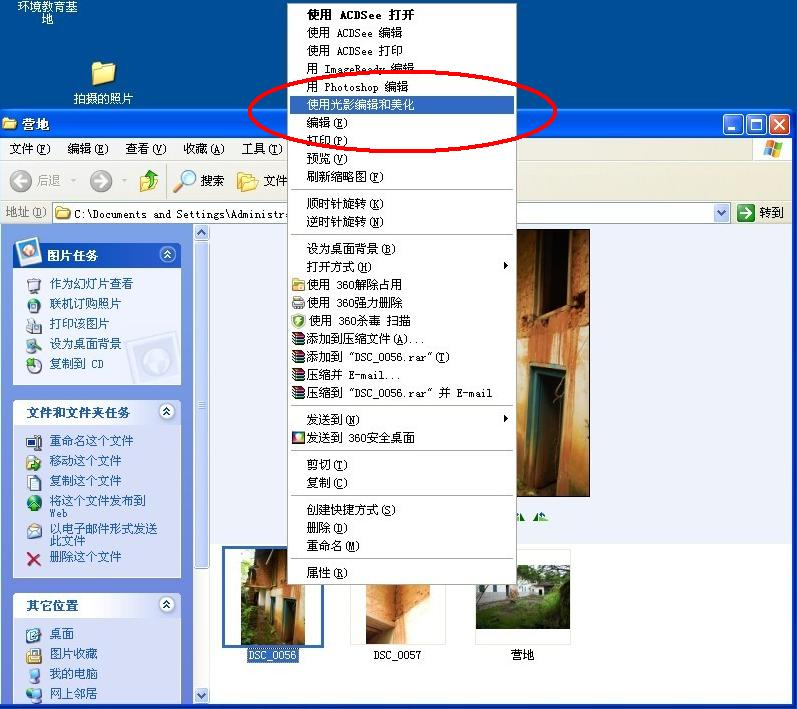 环境教育基
地
拍摄的照片
使用 ACDSee 打开
使用 ACDSee 编辑
使用 ACDSee 打印
用 ImageReady 编辑
用 Photoshop 编辑
使用光影编辑和美化
编辑(E)
打印(P)
预览(V)
刷新缩略图(F)
顺时针旋转(K)
逆时针旋转(N)
设为桌面背景(B)
打开方式(H)
使用 360解除占用
使用 360强力删除
使用 360杀毒 扫描
添加到压缩文件(A)...
添加到 "DSC_0056.rar"(T)
压缩并 E-mail...
压缩到 "DSC_0056.rar" 并 E-mail
发送到(N)
发送到 360安全桌面
剪切(T)
复制(C)
创建快捷方式(S)
删除(D)
重命名(M)
属性(R)
营地
文件(F) 编辑(E) 查看(V) 收藏(A) 工具(T)
后退 搜索 文件
地址(D) C:\Documents and Settings\Administr 转到
图片任务
作为幻灯片查看
联机订购照片
打印该图片
设为桌面背景
复制到 CD
文件和文件夹任务
重命名这个文件
移动这个文件
复制这个文件
将这个文件发布到
Web
以电子邮件形式发送
此文件
删除这个文件
其它位置
桌面
图片收藏
我的电脑
网上邻居
DSC_0056 DSC_0057 营地